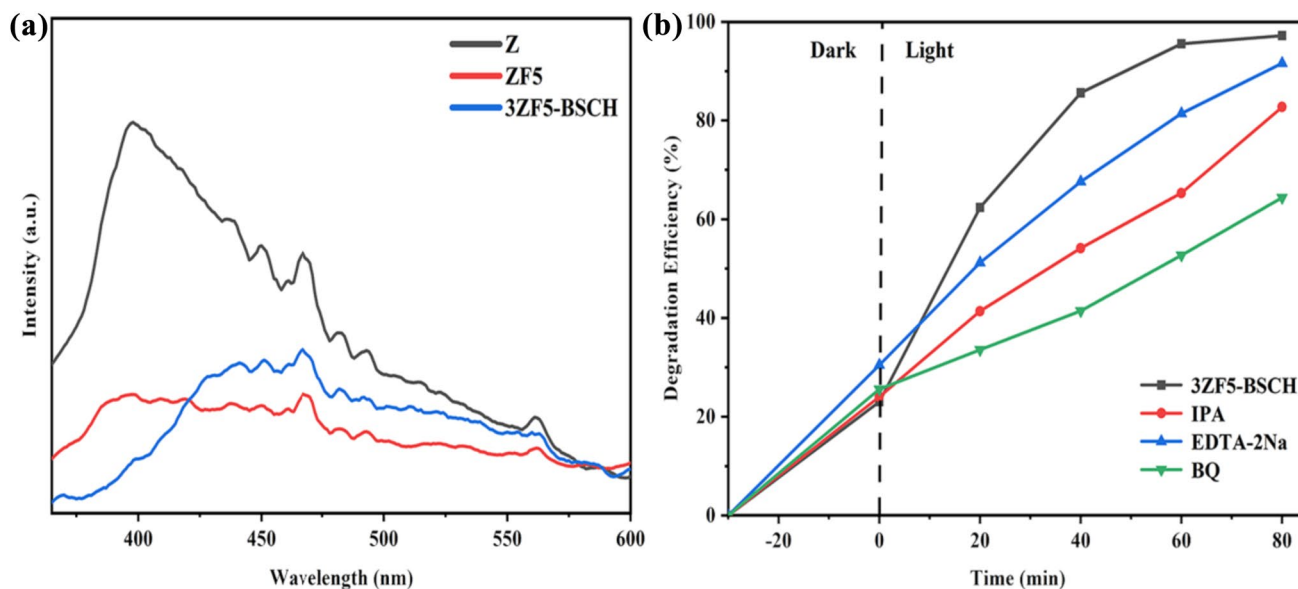 (a)
Z
ZF5
3ZF5-BSCH
Intensity (a.u.)
400
450
500
550
600
Wavelength (nm)
(b)
100
80
60
40
20
0
Dark
Light
Degradation Efficiency (%)
3ZF5-BSCH
IPA
EDTA-2Na
BQ
-20
0
20
40
60
80
Time (min)